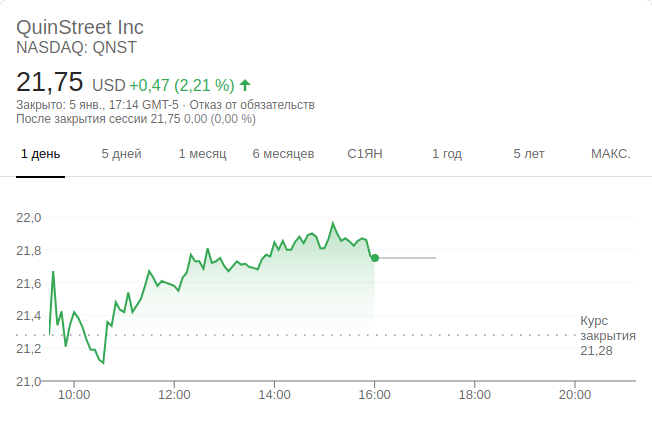 QuinStreet Inc
NASDAQ: QNST
21,75 USD +0,47 (2,21 %)
Закрыто: 5 янв., 17:14 GMT-5 · Отказ от обязательств
После закрытия сессии 21,75 0,00 (0,00 %)
1 день 5 дней 1 месяц 6 месяцев С1ЯН 1 год 5 лет МАКС.
22,0
21,8
21,6
21,4
21,2
21,0
Курс
закрытия
21,28
10:00 12:00 14:00 16:00 18:00 20:00